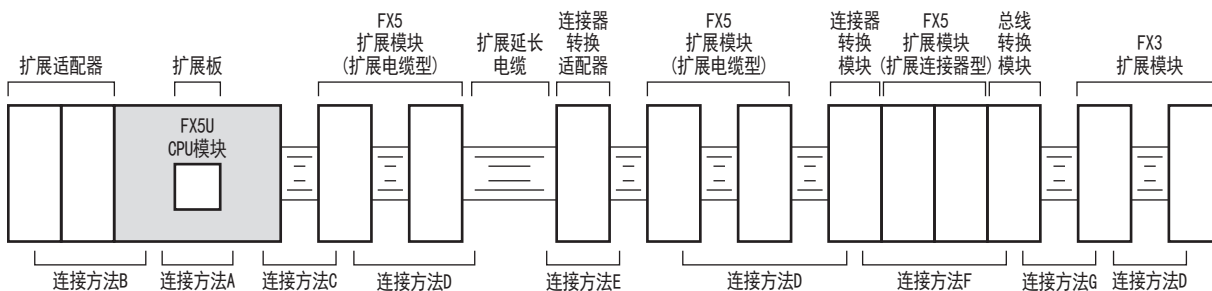 扩展适配器
扩展板
FX5
扩展模块
(扩展电缆型)
扩展延长
电缆
连接器
转换
适配器
FX5
扩展模块
(扩展电缆型)
连接器
转换
模块
FX5
扩展模块
(扩展连接器型)
总线
转换
模块
FX3
扩展模块
FX5U
CPU模块
连接方法B
连接方法A
连接方法C
连接方法D
连接方法E
连接方法D
连接方法F
连接方法G
连接方法D